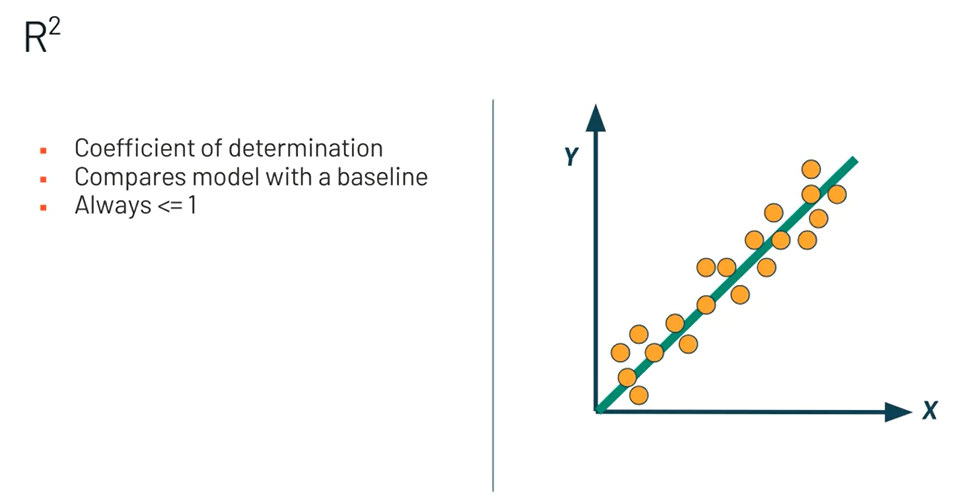 R²
▪ Coefficient of determination
▪ Compares model with a baseline
▪ Always <= 1
Y
X